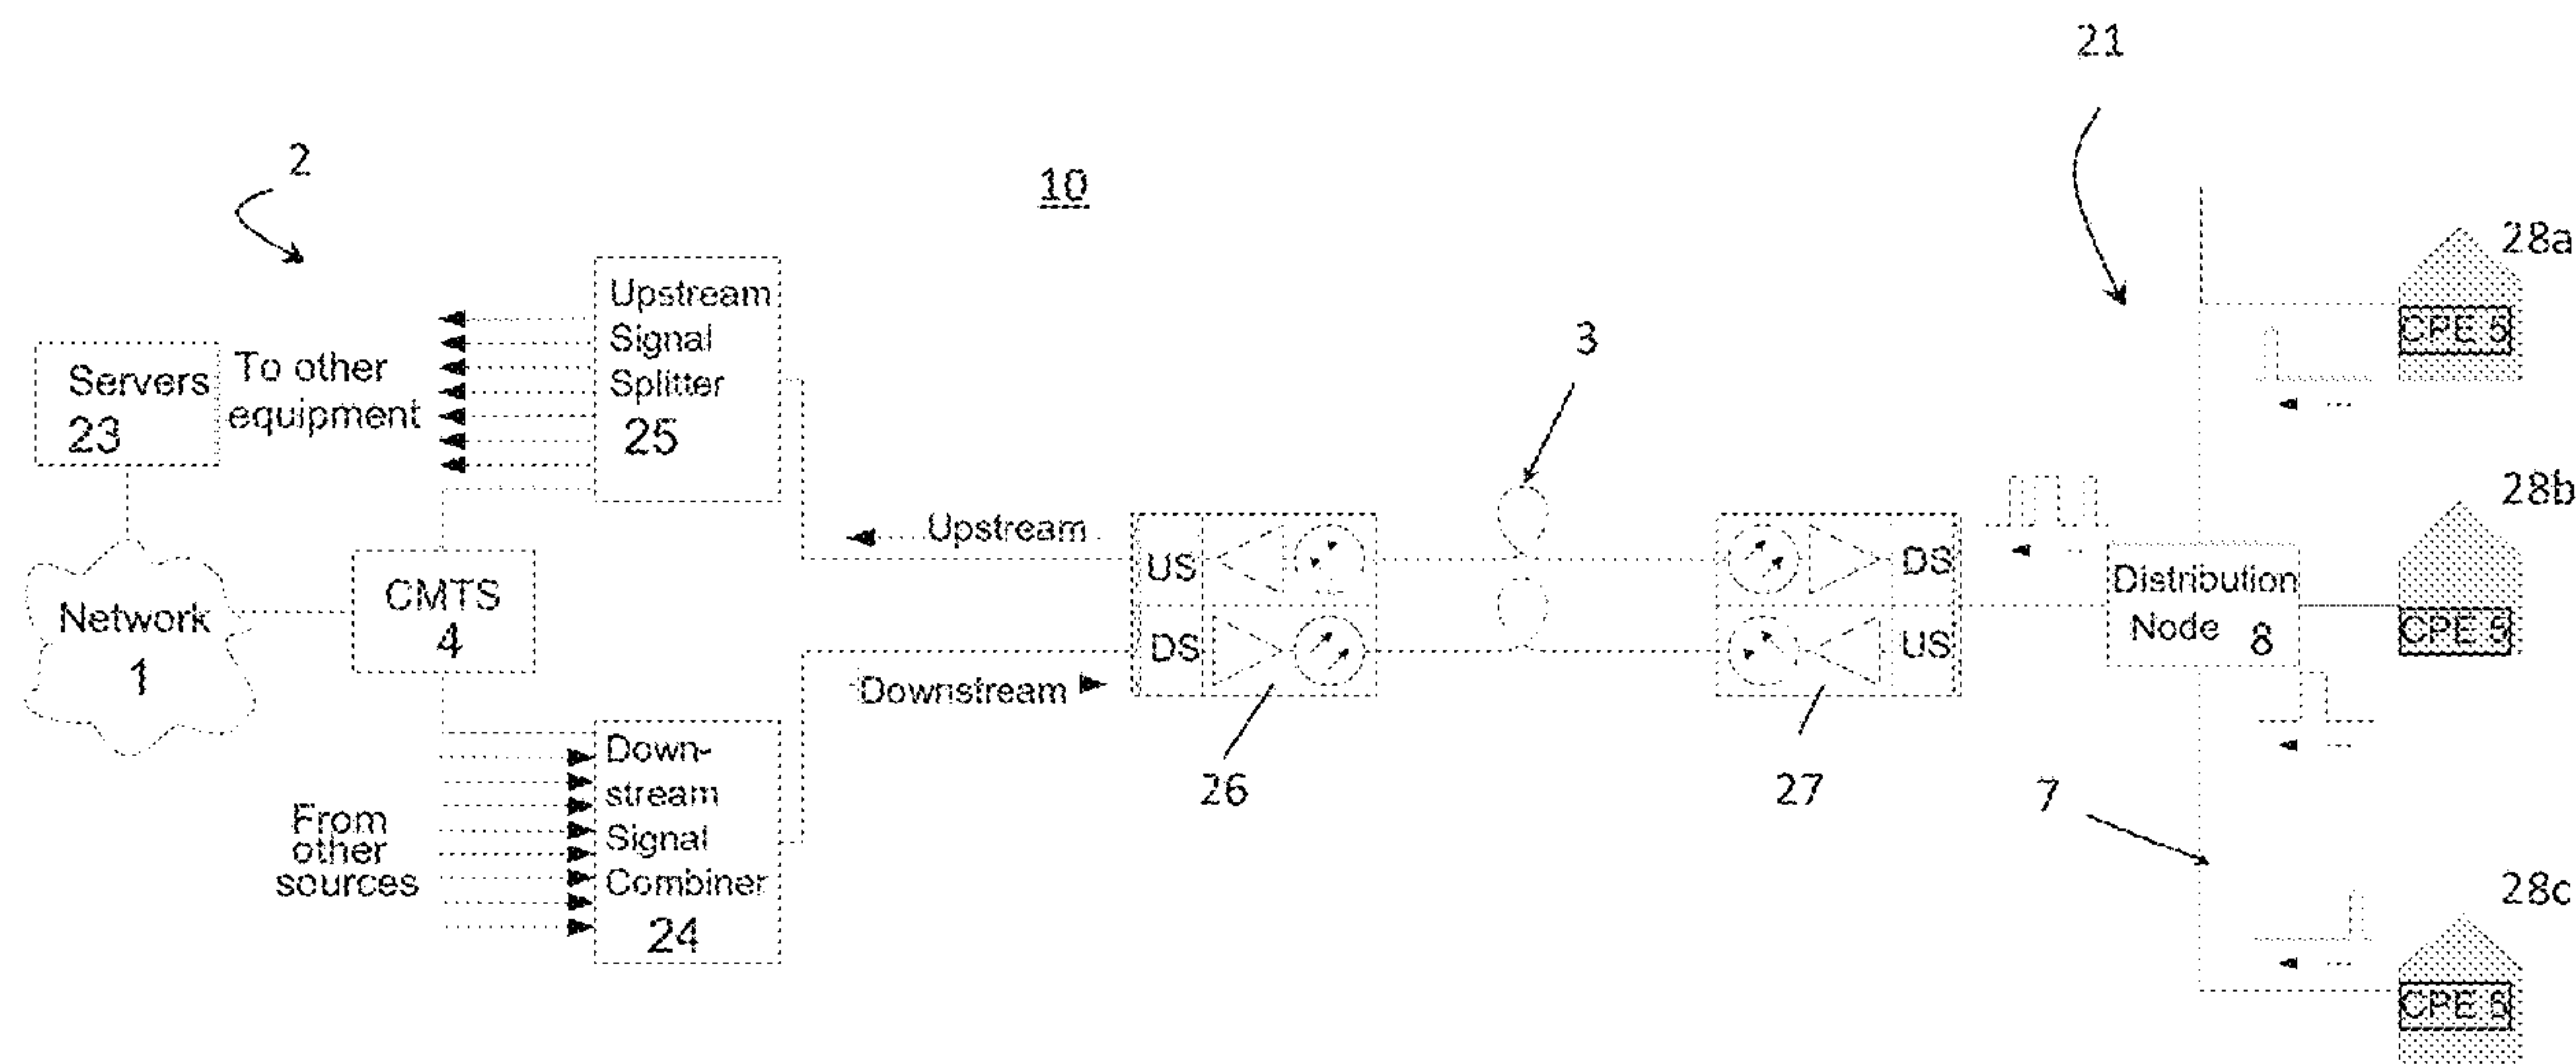 21
2
10
28a
Upstream
Signal
Splitter
25
CPE 5
3
Servers
23
To other
equipment
28b
Upstream
US
DS
Distribution
Node 8
CMTS
4
Network
1
DS
US
CPE 5
Downstream
26
27
7
Down-
stream
Signal
Combiner
24
From
other
sources
28c
CPE 5